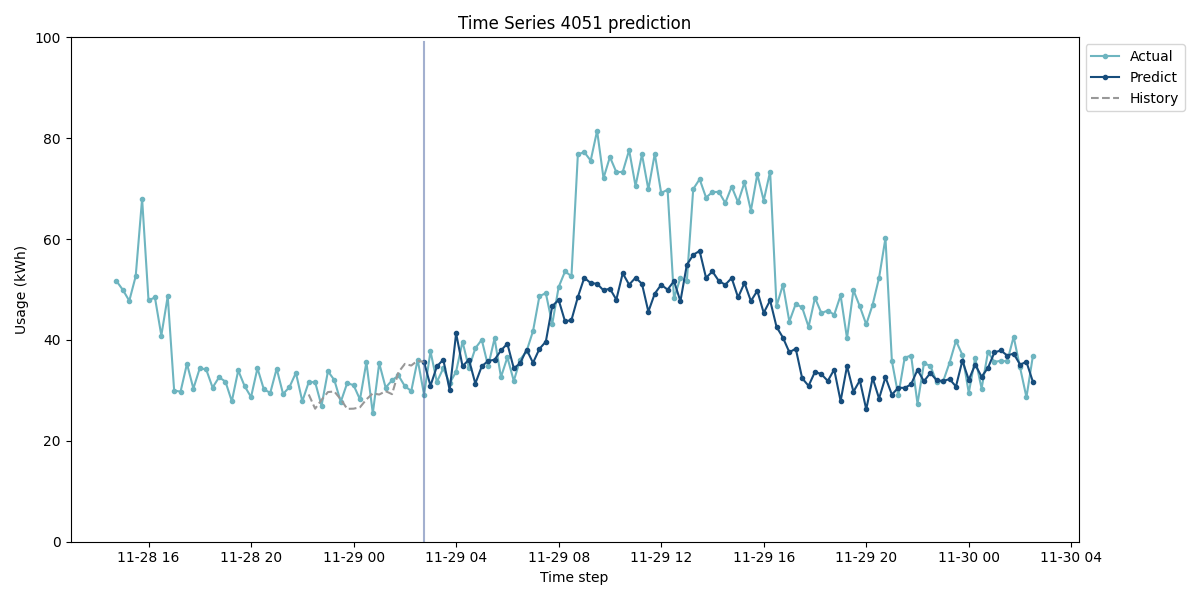 Time Series 4051 prediction
100
80
60
40
20
0
Usage (kWh)
11-28 16
11-28 20
11-29 00
11-29 04
11-29 08
11-29 12
11-29 16
11-29 20
11-30 00
11-30 04
Time step
Actual
Predict
History